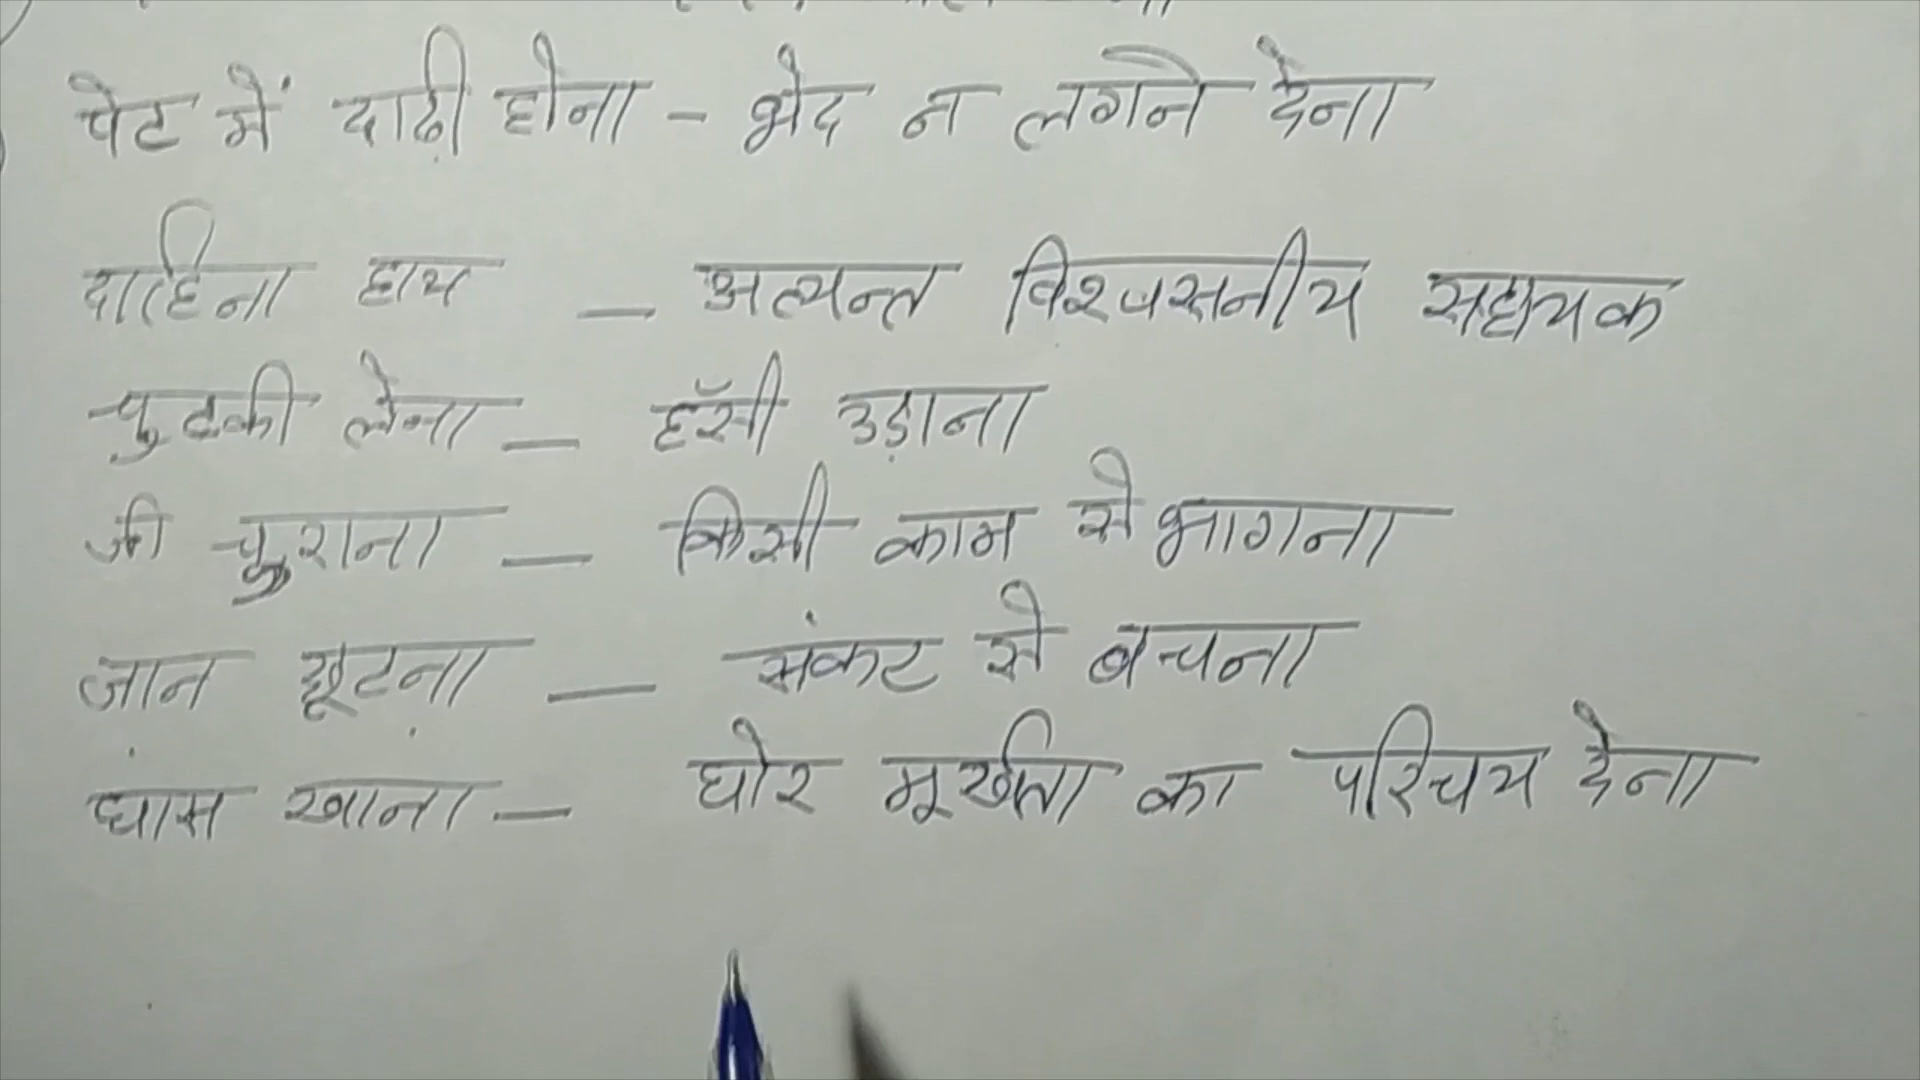 पेट में दाढ़ी होना - भेद न लगने देना
दाहिना हाथ - अत्यन्त विश्वसनीय सहायक
चुटकी लेना - हँसी उड़ाना
जी चुराना - किसी काम से भागना
जान छूटना - संकट से बचना
घास खाना - घोर मूर्खता का परिचय देना